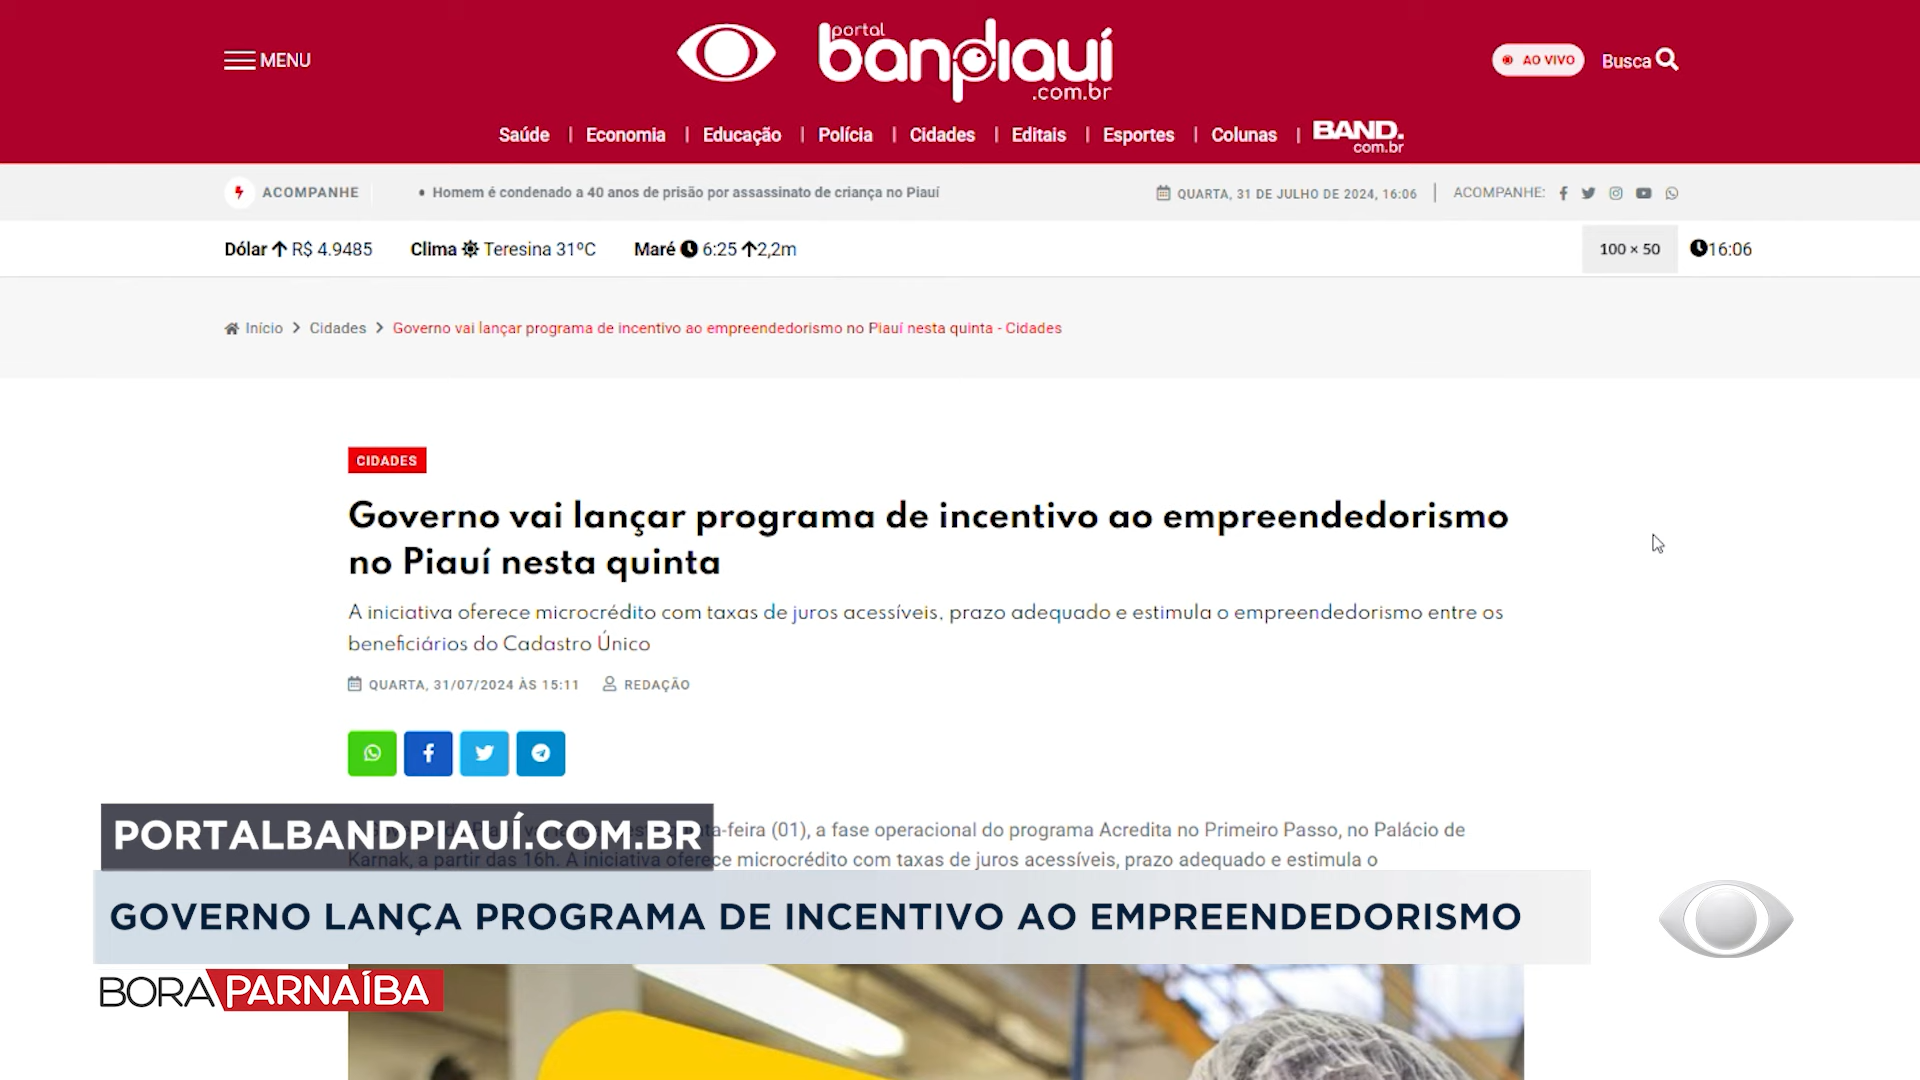 MENU
portal
bandpiauí
.com.br
AO VIVO
Busca
Saúde | Economia | Educação | Polícia | Cidades | Editais | Esportes | Colunas | BAND.
com.br
ACOMPANHE
• Homem é condenado a 40 anos de prisão por assassinato de criança no Piauí
QUARTA, 31 DE JULHO DE 2024, 16:06
ACOMPANHE:
Dólar R$ 4.9485
Clima Teresina 31ºC
Maré 6:25 2,2m
100 × 50
16:06
Início > Cidades > Governo vai lançar programa de incentivo ao empreendedorismo no Piauí nesta quinta - Cidades
CIDADES
Governo vai lançar programa de incentivo ao empreendedorismo
no Piauí nesta quinta
A iniciativa oferece microcrédito com taxas de juros acessíveis, prazo adequado e estimula o empreendedorismo entre os
beneficiários do Cadastro Único
QUARTA, 31/07/2024 ÀS 15:11
REDAÇÃO
PORTALBANDPIAUÍ.COM.BR
-feira (01), a fase operacional do programa Acredita no Primeiro Passo, no Palácio de
Karnak, a partir das 16h. A iniciativa oferece microcrédito com taxas de juros acessíveis, prazo adequado e estimula o
GOVERNO LANÇA PROGRAMA DE INCENTIVO AO EMPREENDEDORISMO
BORA PARNAÍBA